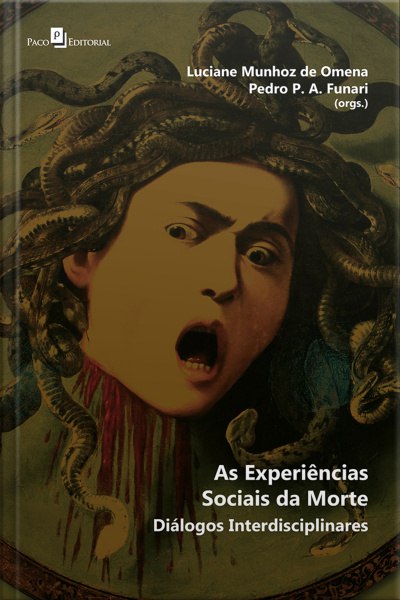 PACO P EDITORIAL
Luciane Munhoz de Omena
Pedro P. A. Funari
(orgs.)
As Experiências
Sociais da Morte
Diálogos Interdisciplinares